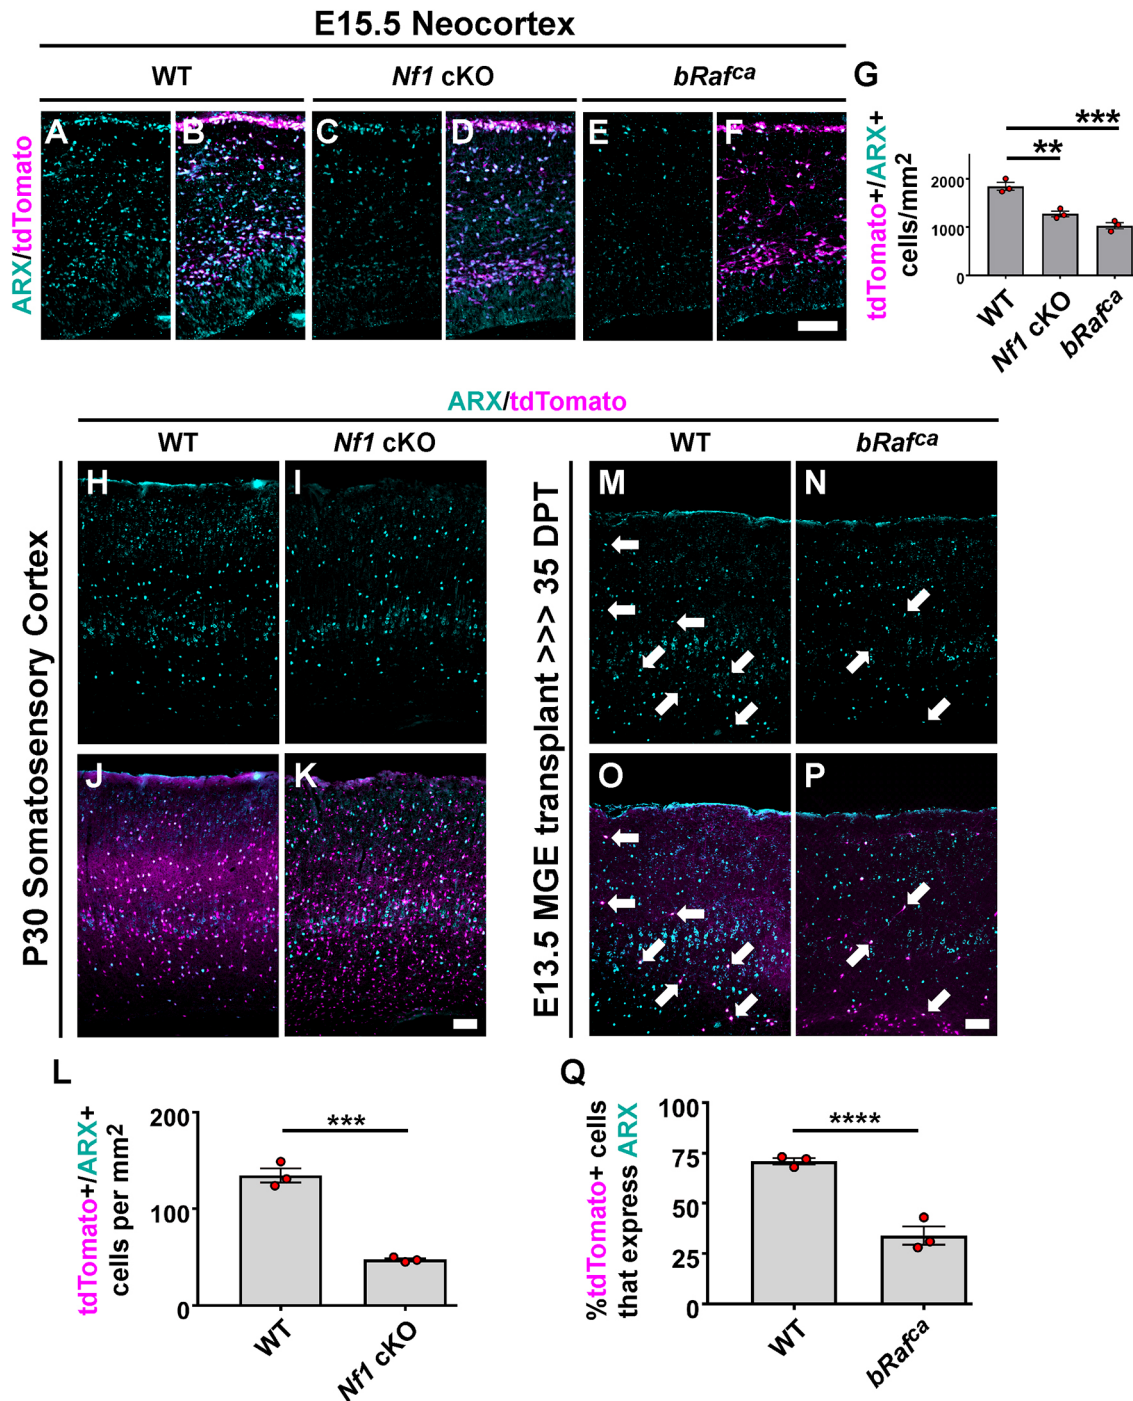 E15.5 Neocortex
WT
Nf1 cKO
bRafca
ARX/tdTomato
A
B
C
D
E
F
G
tdTomato+/ARX+
cells/mm2
***
**
2000
1000
0
WT
Nf1 cKO
bRafca
ARX/tdTomato
WT
Nf1 cKO
WT
bRafca
P30 Somatosensory Cortex
H
I
J
K
E13.5 MGE transplant >>> 35 DPT
M
N
O
P
L
tdTomato+/ARX+
cells per mm2
200
100
0
***
WT
Nf1 cKO
Q
%tdTomato+ cells
that express ARX
100
75
50
25
0
****
WT
bRafca